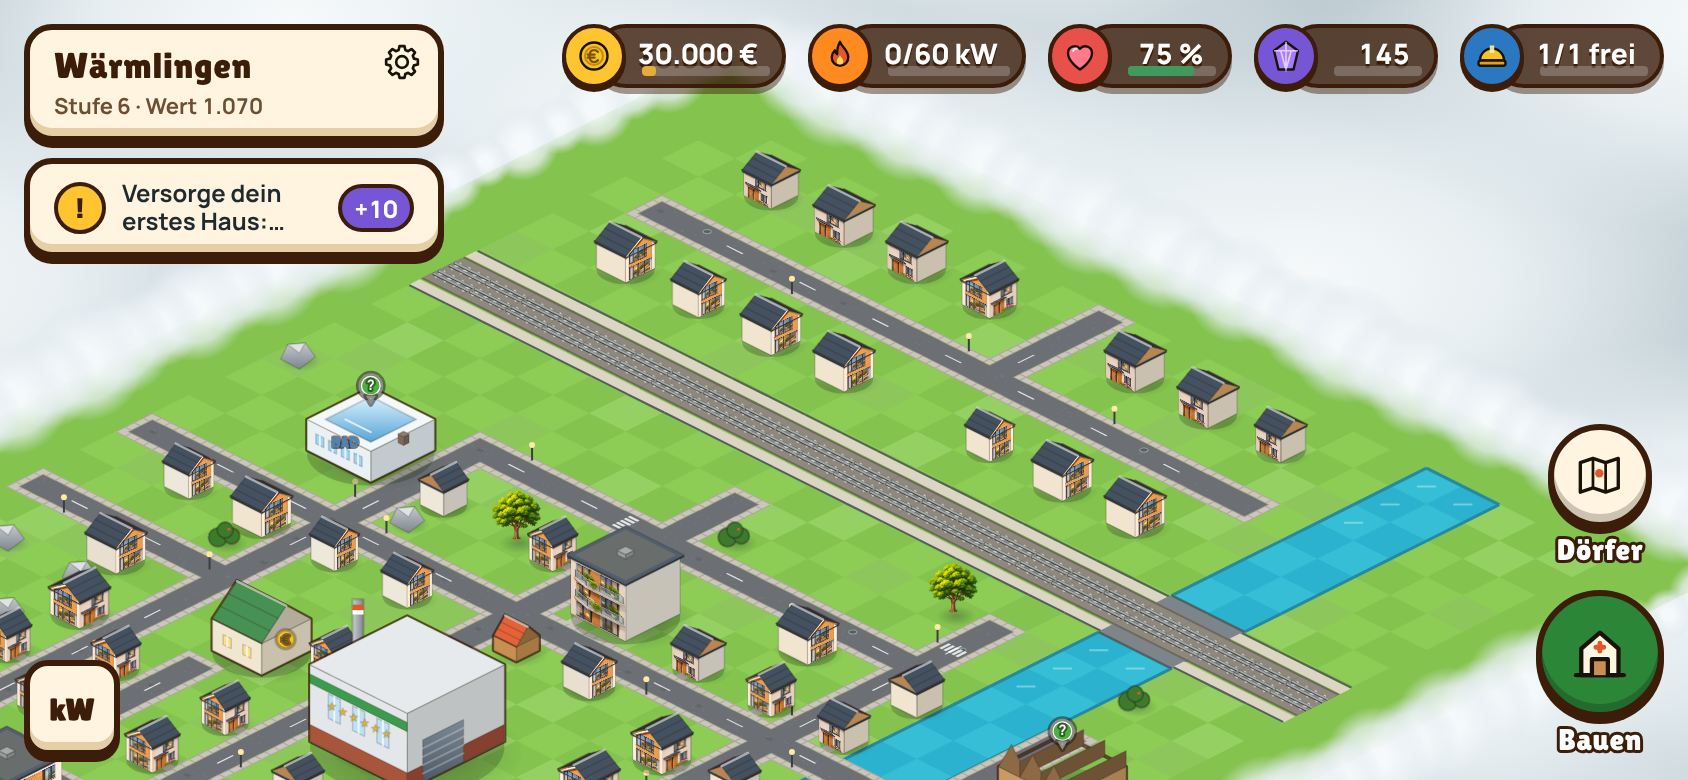 Wärmlingen
Stufe 6 · Wert 1.070
30.000 €
0/60 kW
75 %
145
1/1 frei
!
Versorge dein
erstes Haus:...
+10
?
BAD
Dörfer
kW
?
Bauen